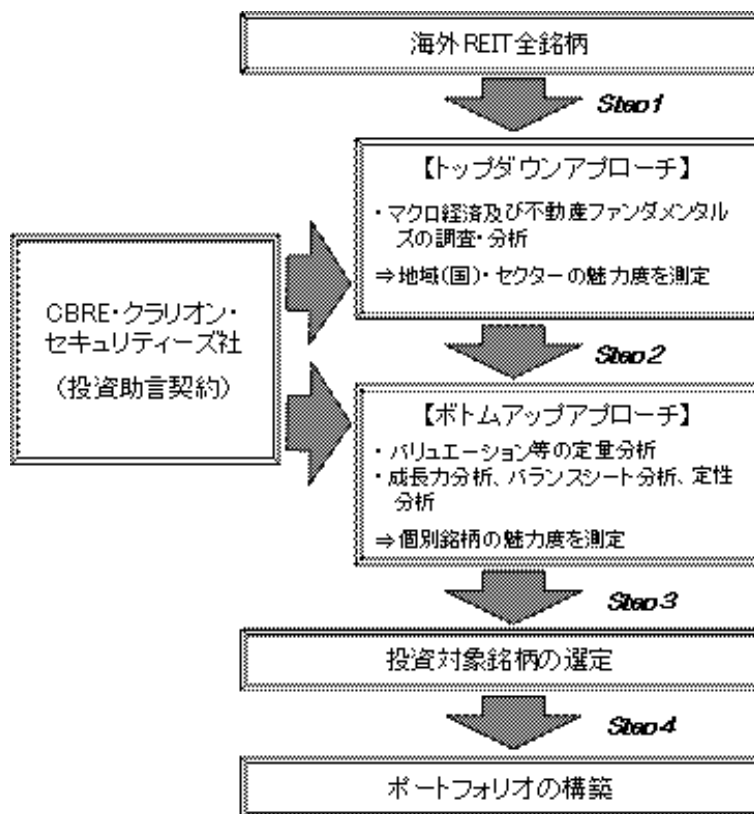 海外REIT全銘柄
Step1
【トップダウンアプローチ】
・マクロ経済及び不動産ファンダメンタル
ズの調査・分析
⇒地域(国)・セクターの魅力度を測定
CBRE・クラリオン・
セキュリティーズ社
(投資助言契約)
Step2
【ボトムアップアプローチ】
・バリュエーション等の定量分析
・成長力分析、バランスシート分析、定性
分析
⇒個別銘柄の魅力度を測定
Step3
投資対象銘柄の選定
Step4
ポートフォリオの構築